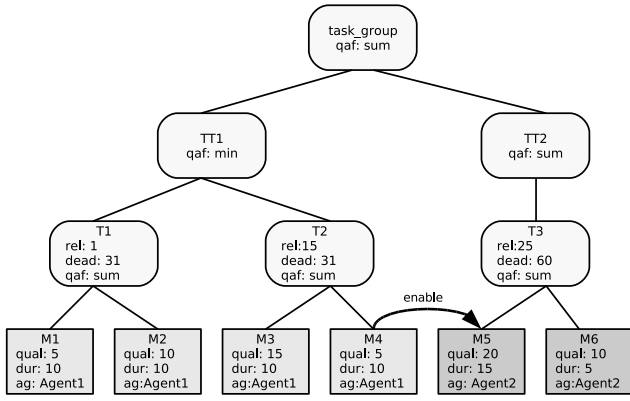 task_group
qaf: sum
TT1
qaf: min
TT2
qaf: sum
T1
rel: 1
dead: 31
qaf: sum
T2
rel:15
dead: 31
qaf: sum
T3
rel:25
dead: 60
qaf: sum
enable
M1
qual: 5
dur: 10
ag: Agent1
M2
qual: 10
dur: 10
ag:Agent1
M3
qual: 15
dur: 10
ag:Agent1
M4
qual: 5
dur: 10
ag:Agent1
M5
qual: 20
dur: 15
ag: Agent2
M6
qual: 10
dur: 5
ag:Agent2